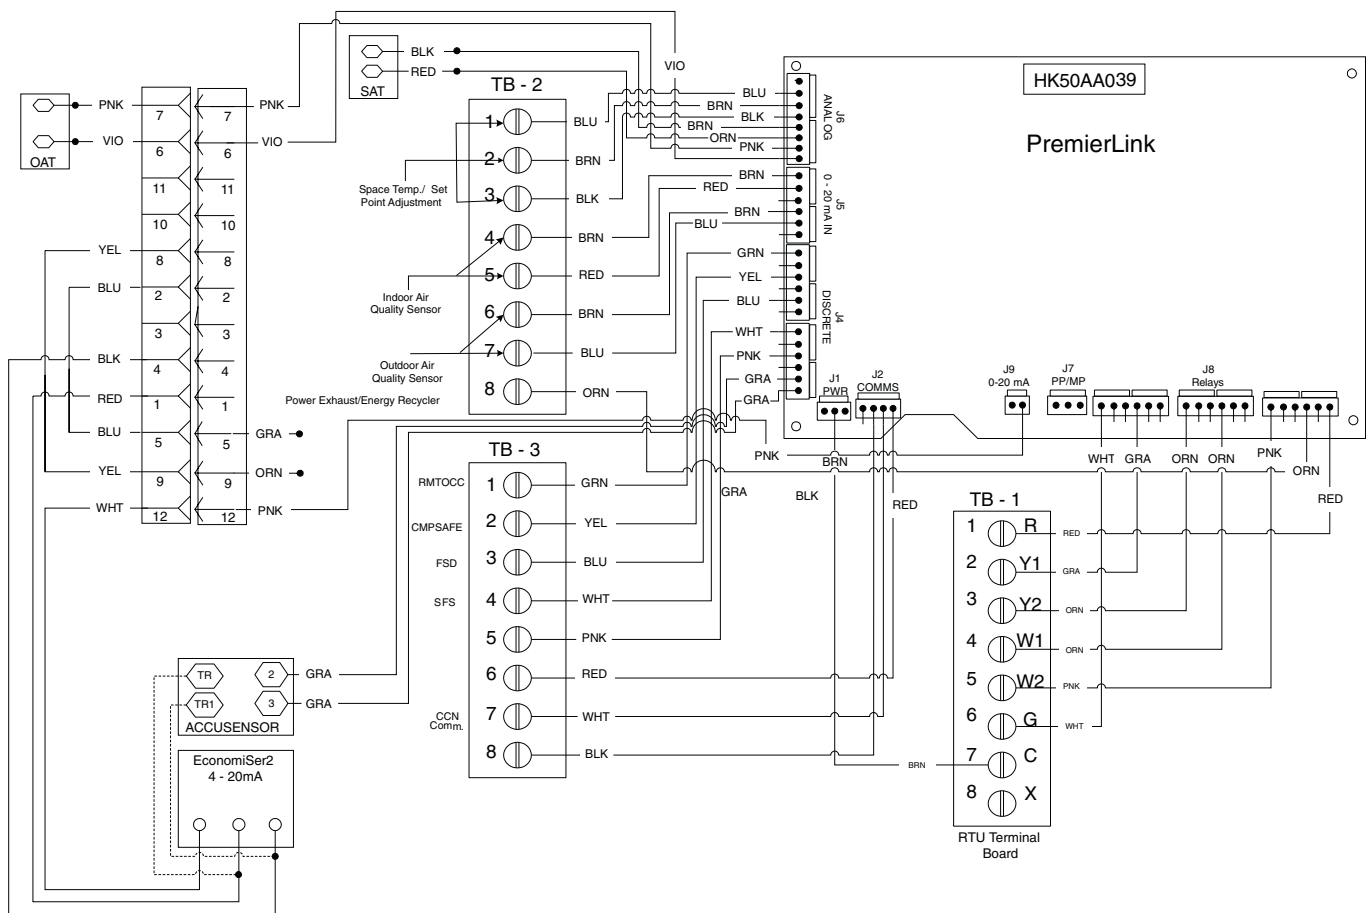 HK50AA039
PremierLink
J6
ANALOG
J5
0 - 20 mA IN
J4
DISCRETE
BLU
BRN
BLK
BRN
ORN
PNK
VIO
BRN
RED
BRN
BLU
GRN
YEL
BLU
WHT
PNK
GRA
GRA
J1
PWR
J2
COMMS
J9
0-20 mA
J7
PP/MP
J8
Relays
OAT
PNK
VIO
SAT
BLK
RED
7
7
PNK
6
6
VIO
11
11
10
10
YEL
8
8
BLU
2
2
3
3
BLK
4
4
RED
1
1
BLU
5
5
GRA
YEL
9
9
ORN
WHT
12
12
PNK
TB - 2
1
BLU
2
BRN
3
BLK
4
BRN
5
RED
6
BRN
7
BLU
8
ORN
Space Temp./ Set
Point Adjustment
Indoor Air
Quality Sensor
Outdoor Air
Quality Sensor
Power Exhaust/Energy Recycler
TB - 3
RMTOCC
1
GRN
CMPSAFE
2
YEL
FSD
3
BLU
SFS
4
WHT
5
PNK
6
RED
CCN
Comm.
7
WHT
8
BLK
PNK
BRN
GRA
BLK
RED
WHT
GRA
ORN
ORN
PNK
ORN
RED
TB - 1
1
R
RED
2
Y1
GRA
3
Y2
ORN
4
W1
ORN
5
W2
PNK
6
G
WHT
BRN
7
C
8
X
RTU Terminal
Board
TR
2
GRA
TR1
3
GRA
ACCUSENSOR
EconomiSer2
4 - 20mA